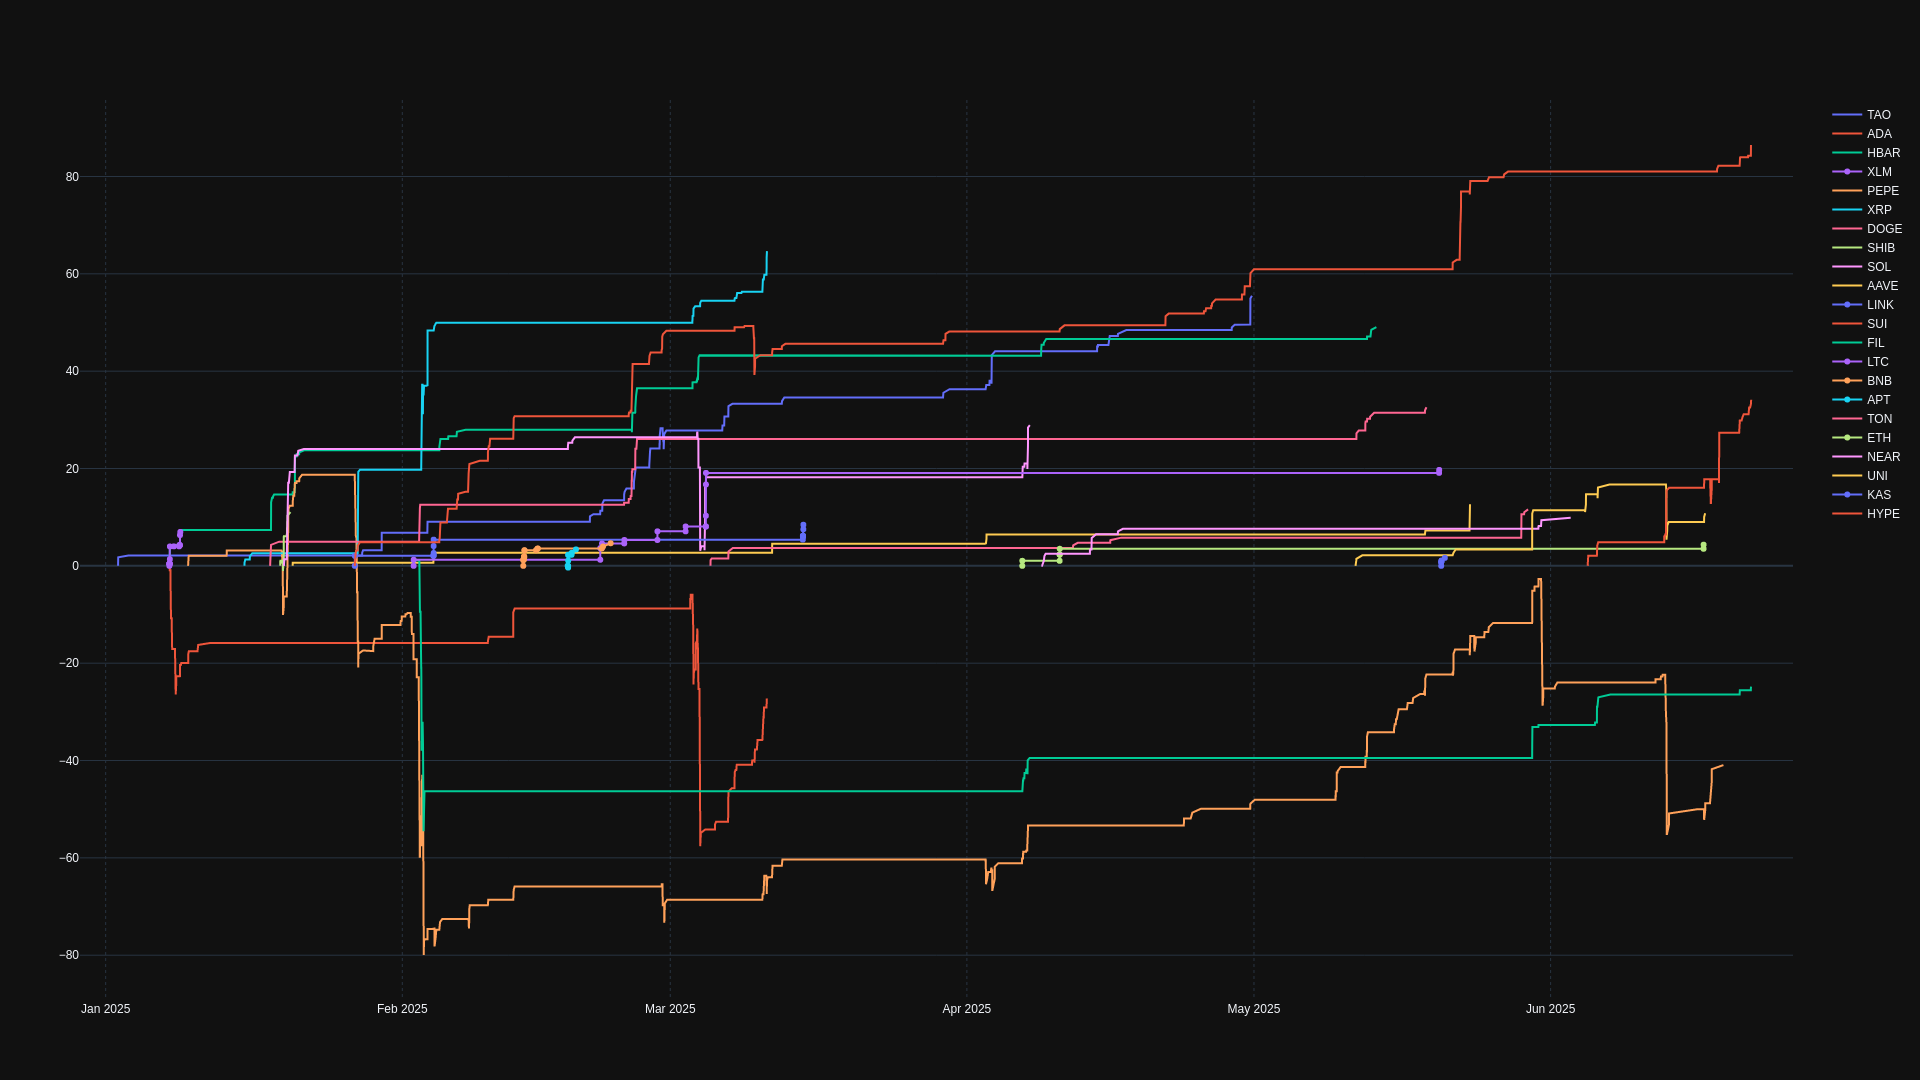 80
60
40
20
0
−20
−40
−60
−80
Jan 2025
Feb 2025
Mar 2025
Apr 2025
May 2025
Jun 2025
TAO
ADA
HBAR
XLM
PEPE
XRP
DOGE
SHIB
SOL
AAVE
LINK
SUI
FIL
LTC
BNB
APT
TON
ETH
NEAR
UNI
KAS
HYPE